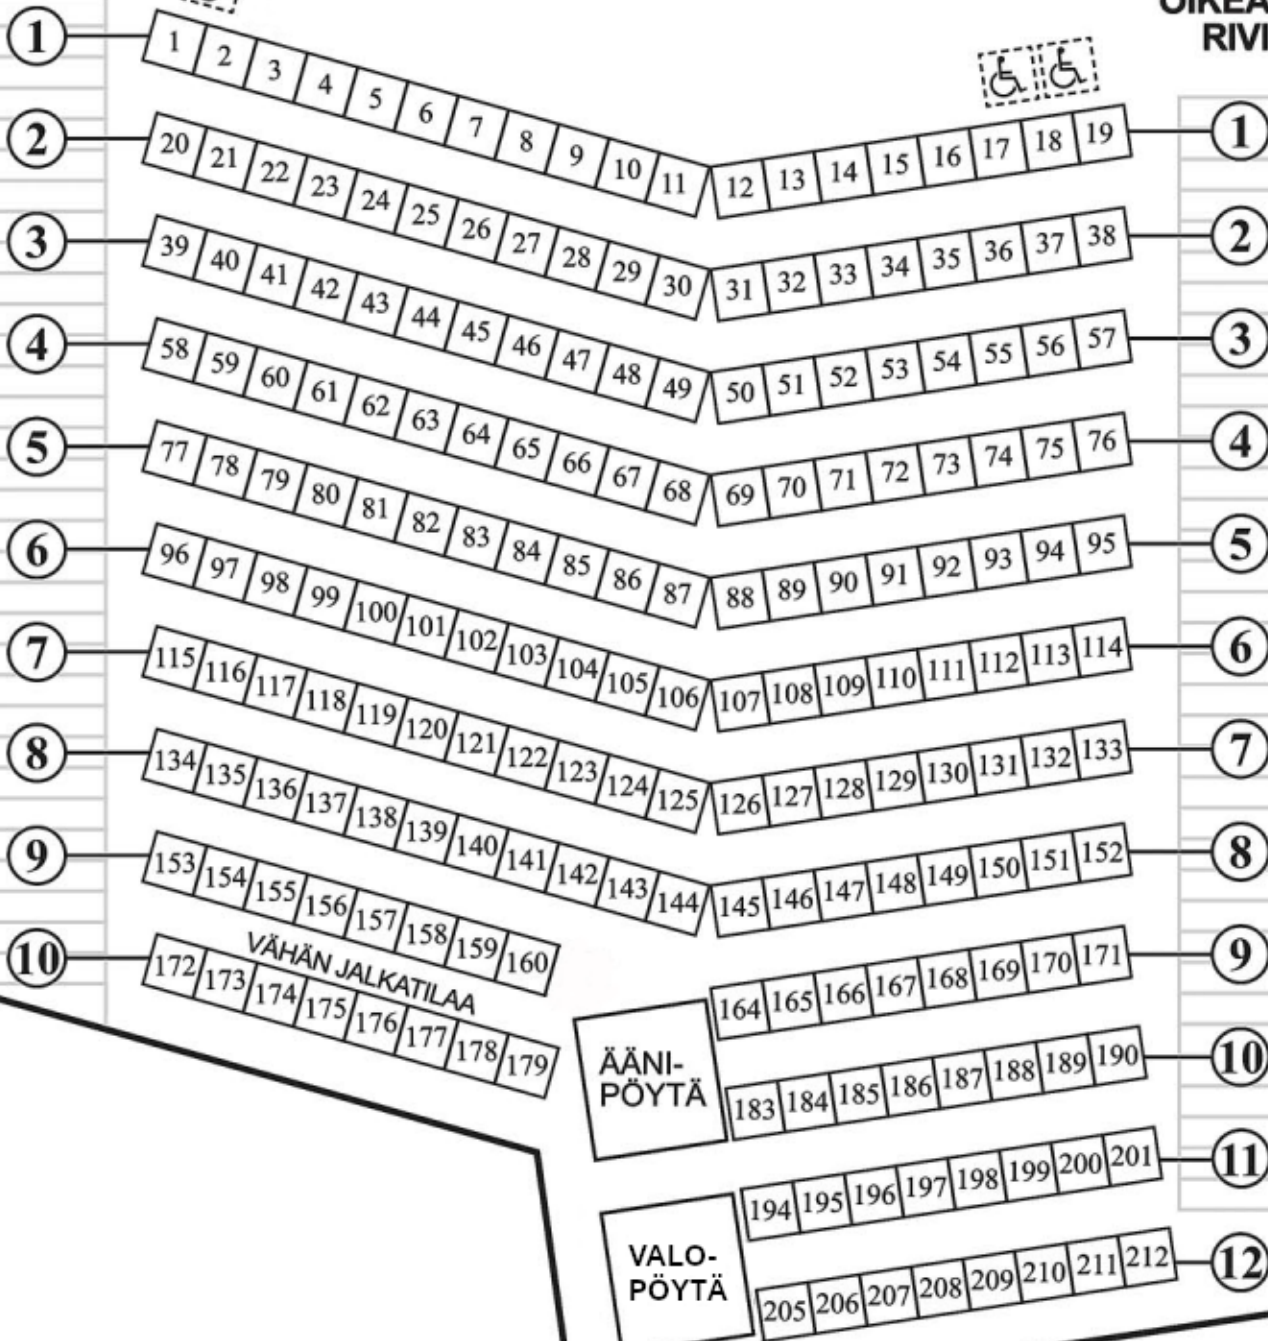 OIKEA
RIVI
1 1 2 3 4 5 6 7 8 9 10 11 12 13 14 15 16 17 18 19 1
2 20 21 22 23 24 25 26 27 28 29 30 31 32 33 34 35 36 37 38 2
3 39 40 41 42 43 44 45 46 47 48 49 50 51 52 53 54 55 56 57 3
4 58 59 60 61 62 63 64 65 66 67 68 69 70 71 72 73 74 75 76 4
5 77 78 79 80 81 82 83 84 85 86 87 88 89 90 91 92 93 94 95 5
6 96 97 98 99 100 101 102 103 104 105 106 107 108 109 110 111 112 113 114 6
7 115 116 117 118 119 120 121 122 123 124 125 126 127 128 129 130 131 132 133 7
8 134 135 136 137 138 139 140 141 142 143 144 145 146 147 148 149 150 151 152 8
9 153 154 155 156 157 158 159 160 164 165 166 167 168 169 170 171 9
VÄHÄN JALKATILAA
10 172 173 174 175 176 177 178 179 183 184 185 186 187 188 189 190 10
ÄÄNI-
PÖYTÄ
194 195 196 197 198 199 200 201 11
VALO-
PÖYTÄ
205 206 207 208 209 210 211 212 12